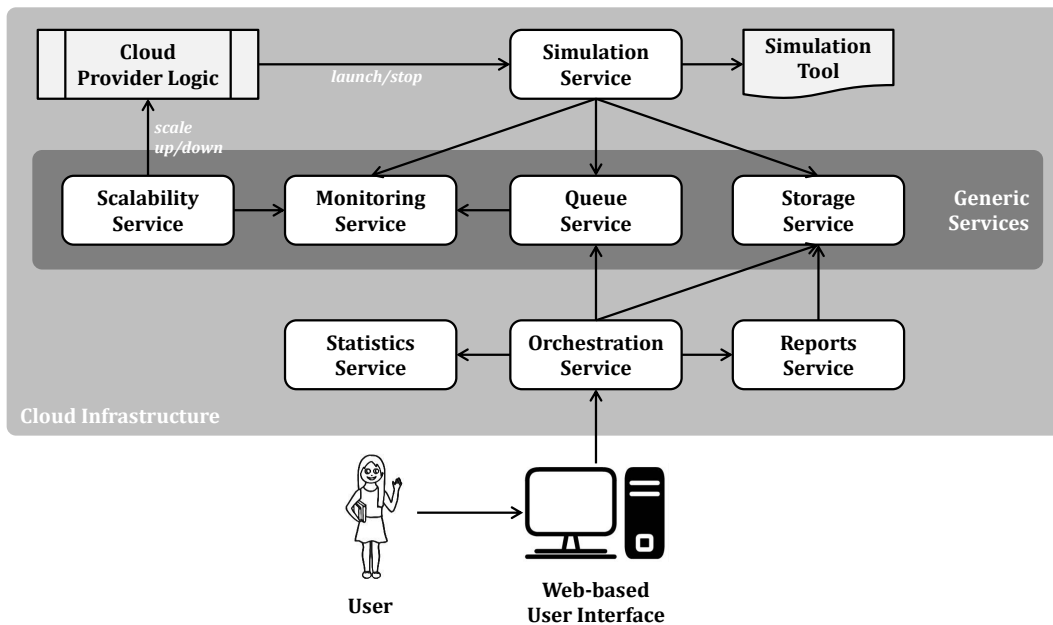 Cloud
Provider Logic
launch/stop
Simulation
Service
Simulation
Tool
scale
up/down
Scalability
Service
Monitoring
Service
Queue
Service
Storage
Service
Generic
Services
Statistics
Service
Orchestration
Service
Reports
Service
Cloud Infrastructure
User
Web-based
User Interface